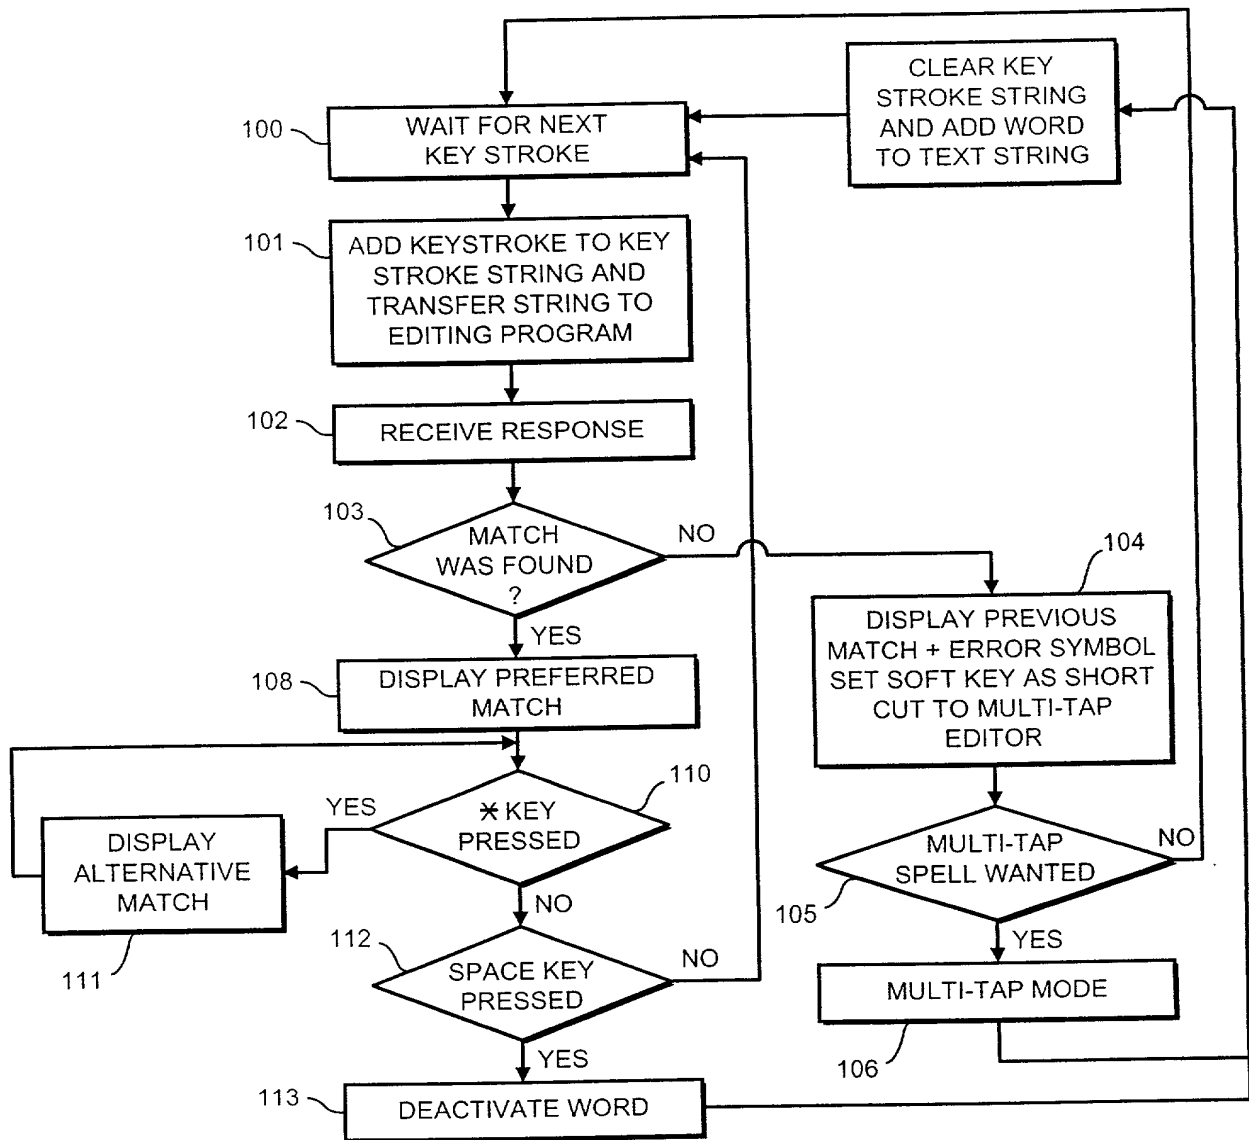 CLEAR KEY
STROKE STRING
AND ADD WORD
TO TEXT STRING
100
WAIT FOR NEXT
KEY STROKE
101
ADD KEYSTROKE TO KEY
STROKE STRING AND
TRANSFER STRING TO
EDITING PROGRAM
102
RECEIVE RESPONSE
103
MATCH
WAS FOUND
?
NO
YES
104
DISPLAY PREVIOUS
MATCH + ERROR SYMBOL
SET SOFT KEY AS SHORT
CUT TO MULTI-TAP
EDITOR
108
DISPLAY PREFERRED
MATCH
110
* KEY
PRESSED
YES
NO
DISPLAY
ALTERNATIVE
MATCH
111
105
MULTI-TAP
SPELL WANTED
NO
YES
112
SPACE KEY
PRESSED
NO
YES
MULTI-TAP MODE
106
113
DEACTIVATE WORD